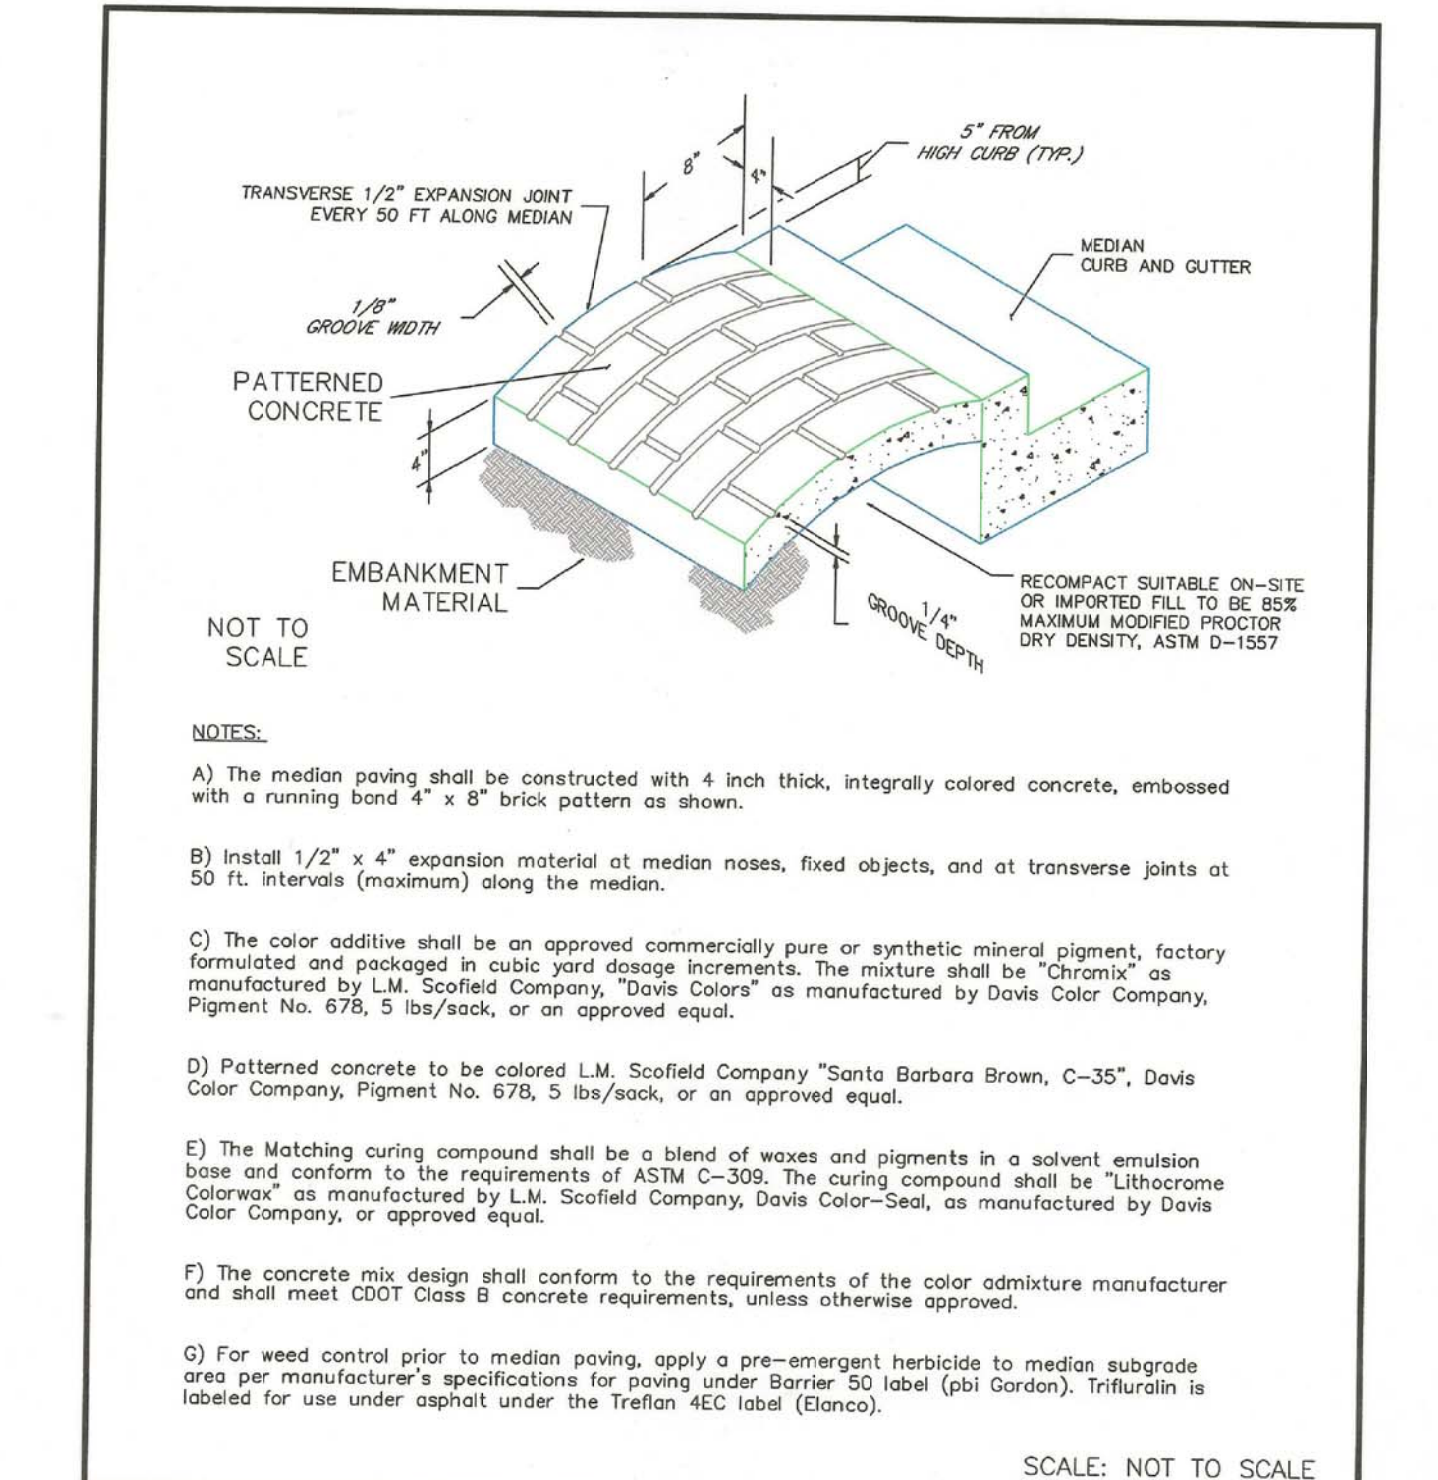 5" FROM
HIGH CURB (TYP.)
8"
4"
TRANSVERSE 1/2" EXPANSION JOINT
EVERY 50 FT ALONG MEDIAN
MEDIAN
CURB AND GUTTER
1/8"
GROOVE WIDTH
PATTERNED
CONCRETE
4"
EMBANKMENT
MATERIAL
RECOMPACT SUITABLE ON-SITE
OR IMPORTED FILL TO BE 85%
MAXIMUM MODIFIED PROCTOR
DRY DENSITY, ASTM D-1557
1/4"
GROOVE DEPTH
NOT TO
SCALE
NOTES:
A) The median paving shall be constructed with 4 inch thick, integrally colored concrete, embossed
with a running bond 4" x 8" brick pattern as shown.
B) Install 1/2" x 4" expansion material at median noses, fixed objects, and at transverse joints at
50 ft. intervals (maximum) along the median.
C) The color additive shall be an approved commercially pure or synthetic mineral pigment, factory
formulated and packaged in cubic yard dosage increments. The mixture shall be "Chromix" as
manufactured by L.M. Scofield Company, "Davis Colors" as manufactured by Davis Color Company,
Pigment No. 678, 5 lbs/sack, or an approved equal.
D) Patterned concrete to be colored L.M. Scofield Company "Santa Barbara Brown, C-35", Davis
Color Company, Pigment No. 678, 5 lbs/sack, or an approved equal.
E) The Matching curing compound shall be a blend of waxes and pigments in a solvent emulsion
base and conform to the requirements of ASTM C-309. The curing compound shall be "Lithocrome
Colorwax" as manufactured by L.M. Scofield Company, Davis Color-Seal, as manufactured by Davis
Color Company, or approved equal.
F) The concrete mix design shall conform to the requirements of the color admixture manufacturer
and shall meet CDOT Class B concrete requirements, unless otherwise approved.
G) For weed control prior to median paving, apply a pre-emergent herbicide to median subgrade
area per manufacturer's specifications for paving under Barrier 50 label (pbi Gordon). Trifluralin is
labeled for use under asphalt under the Treflan 4EC label (Elanco).
SCALE: NOT TO SCALE